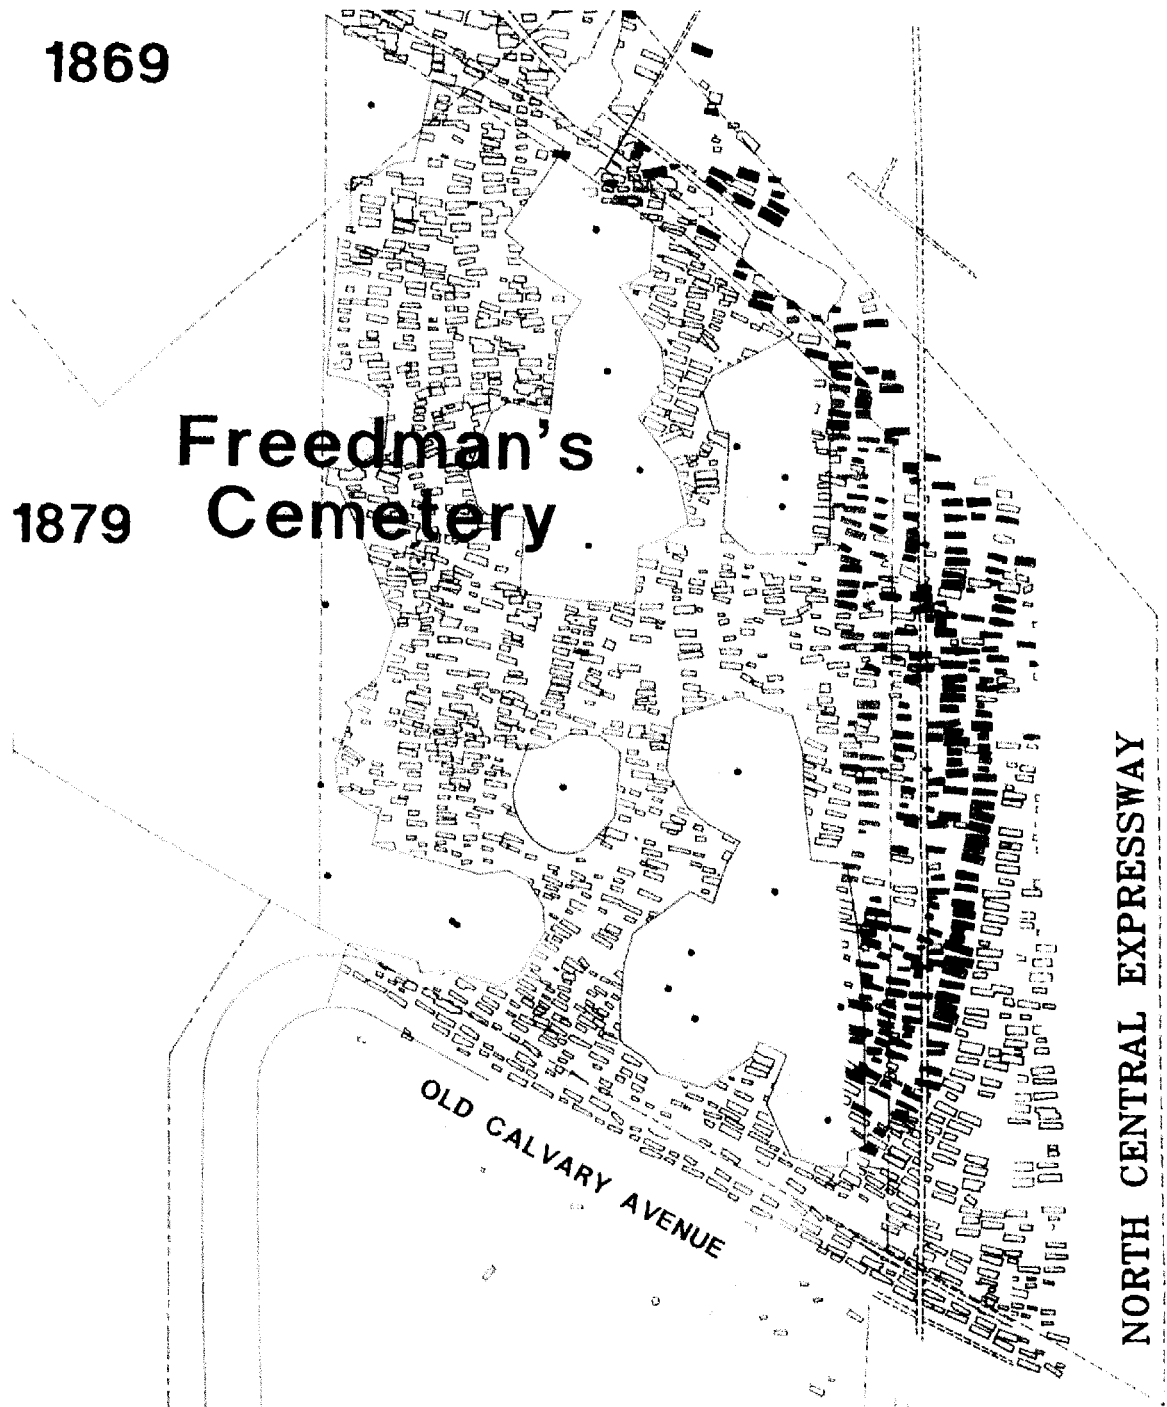 1869
Freedman's
1879
Cemetery
OLD CALVARY AVENUE
NORTH CENTRAL EXPRESSWAY